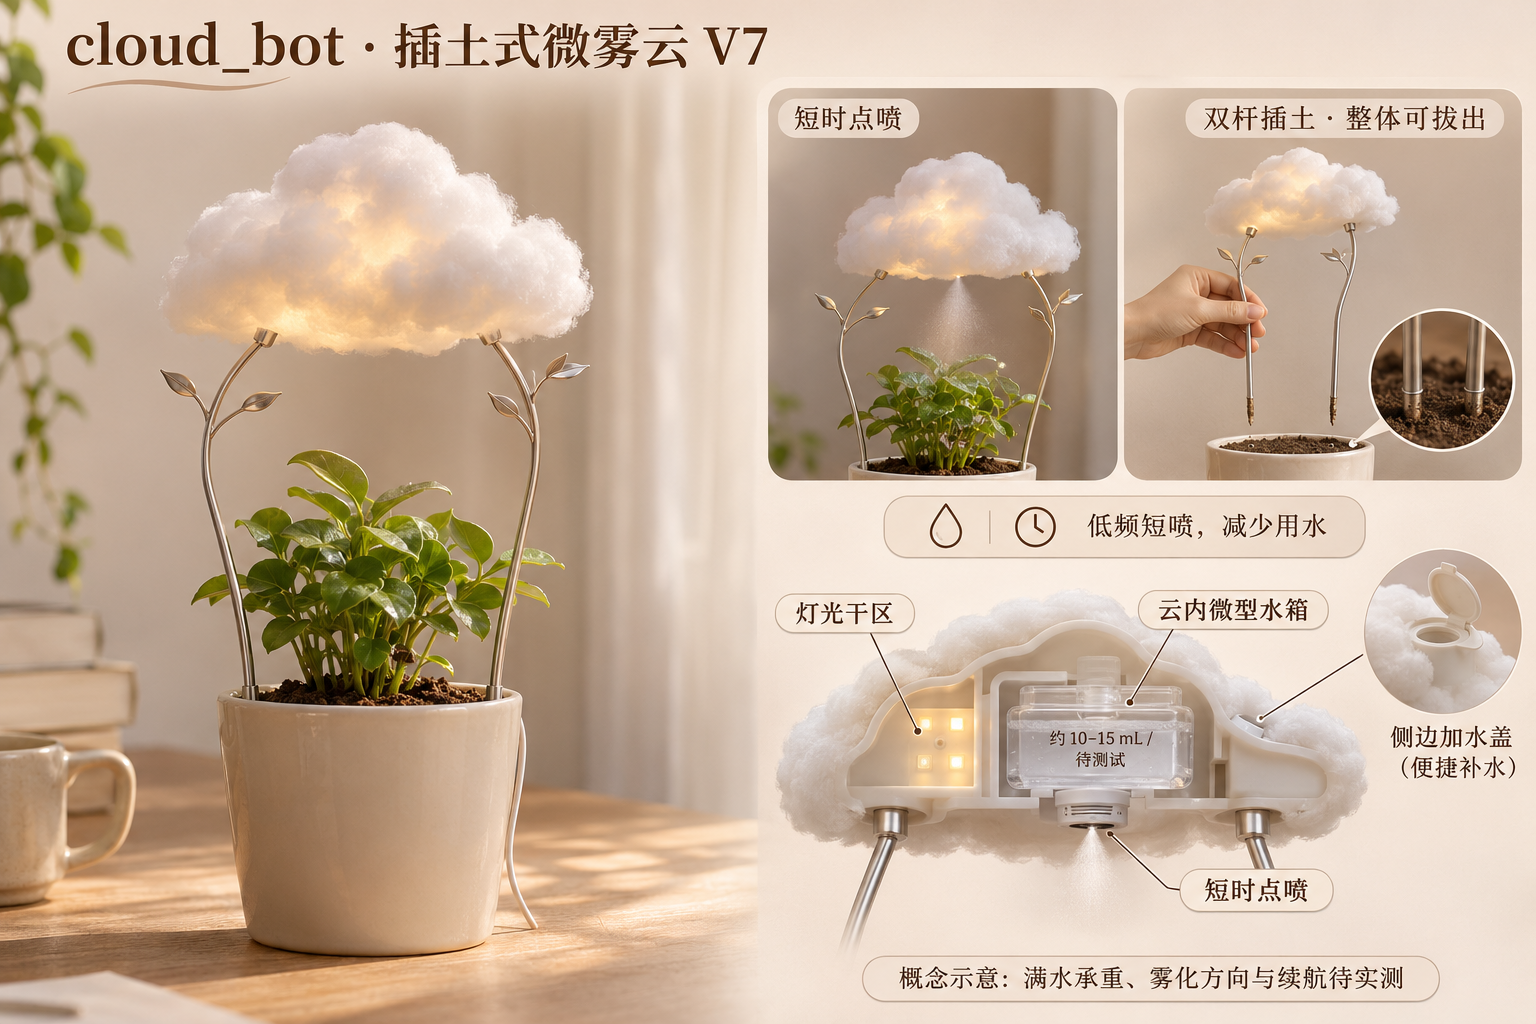 cloud_bot · 插土式微雾云 V7
短时点喷
双杆插土 · 整体可拔出
低频短喷，减少用水
灯光干区
云内微型水箱
约 10–15 mL /
待测试
侧边加水盖
（便捷补水）
短时点喷
概念示意：满水承重、雾化方向与续航待实测